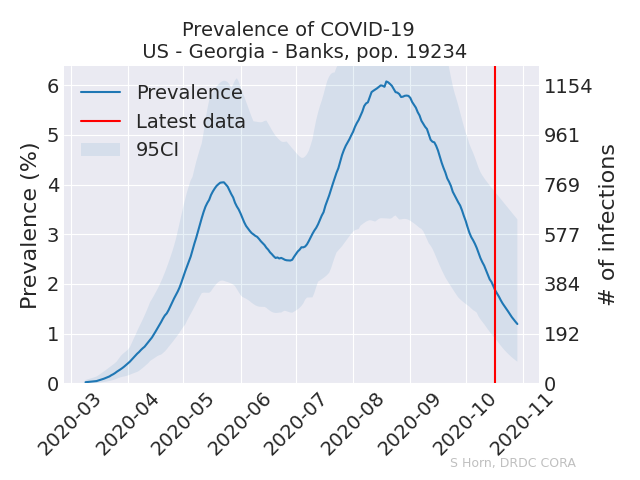 Prevalence of COVID-19
US - Georgia - Banks, pop. 19234
Prevalence
Latest data
95CI
Prevalence (%)
6
5
4
3
2
1
0
1154
961
769
577
384
192
0
# of infections
2020-03
2020-04
2020-05
2020-06
2020-07
2020-08
2020-09
2020-10
2020-11
S Horn, DRDC CORA